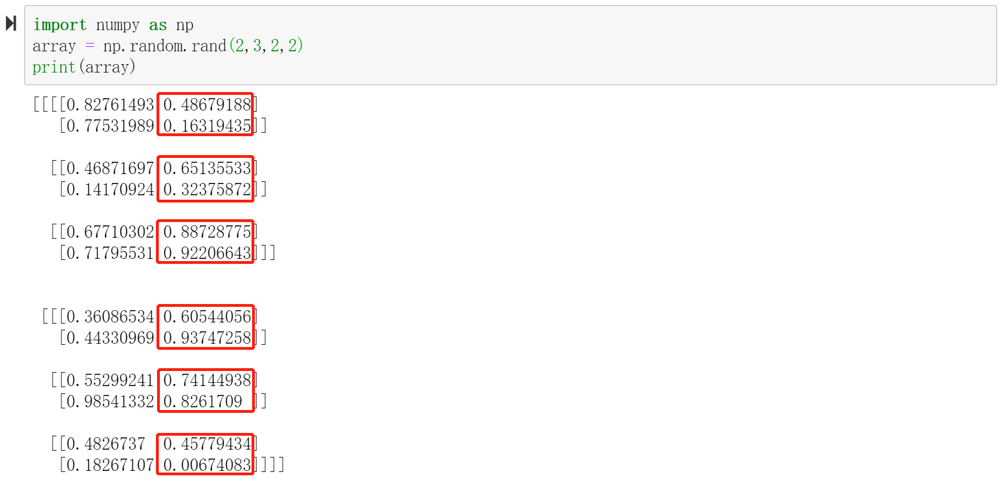 import numpy as np
array = np.random.rand(2,3,2,2)
print(array)
[[[[0.82761493 0.48679188]
[0.77531989 0.16319435]]
[[0.46871697 0.65135533]
[0.14170924 0.32375872]]
[[0.67710302 0.88728775]
[0.71795531 0.92206643]]]
[[[0.36086534 0.60544056]
[0.44330969 0.93747258]]
[[0.55299241 0.74144938]
[0.98541332 0.8261709 ]]
[[0.4826737  0.45779434]
[0.18267107 0.00674083]]]]